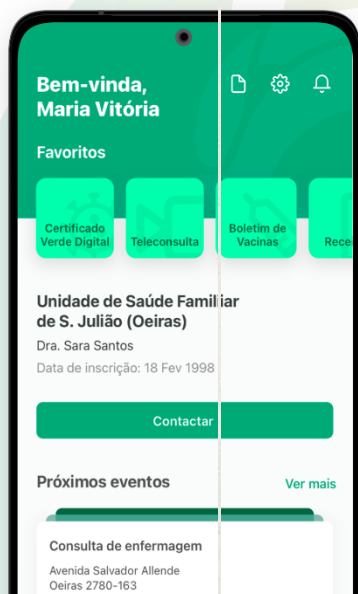 Bem-vinda,
Maria Vitória
Favoritos
Certificado
Verde Digital
Teleconsulta
Boletim de
Vacinas
Unidade de Saúde Familiar
de S. Julião (Oeiras)
Dra. Sara Santos
Data de inscrição: 18 Fev 1998
Contactar
Próximos eventos
Ver mais
Consulta de enfermagem
Avenida Salvador Allende
Oeiras 2780-163